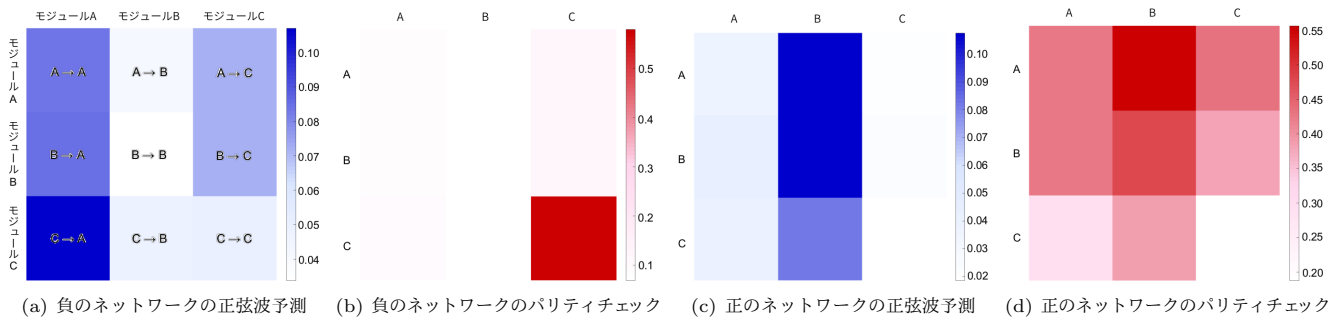 モジュールA モジュールB モジュールC
モジュールA
モジュールB
モジュールC
A→A A→B A→C
B→A B→B B→C
C→A C→B C→C
0.10
0.09
0.08
0.07
0.06
0.05
0.04
(a) 負のネットワークの正弦波予測
A B C
A
B
C
0.5
0.4
0.3
0.2
0.1
(b) 負のネットワークのパリティチェック
A B C
A
B
C
0.10
0.09
0.08
0.07
0.06
0.05
0.04
0.03
0.02
(c) 正のネットワークの正弦波予測
A B C
A
B
C
0.55
0.50
0.45
0.40
0.35
0.30
0.25
0.20
(d) 正のネットワークのパリティチェック